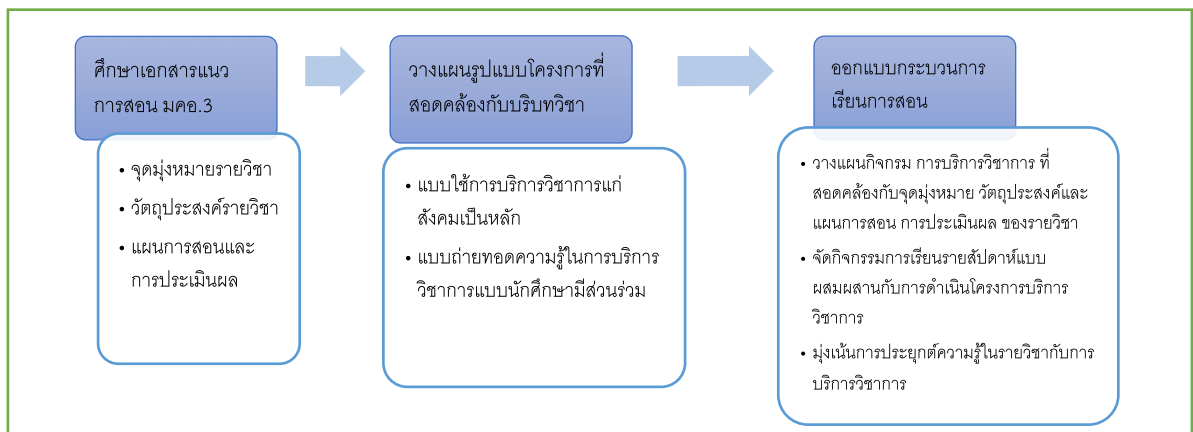 ศึกษาเอกสารแนว
การสอน มคอ.3
• จุดมุ่งหมายรายวิชา
• วัตถุประสงค์รายวิชา
• แผนการสอนและ
การประเมินผล
วางแผนรูปแบบโครงการที่
สอดคล้องกับบริบทวิชา
• แบบใช้การบริการวิชาการแก่
สังคมเป็นหลัก
• แบบถ่ายทอดความรู้ในการบริการ
วิชาการแบบนักศึกษามีส่วนร่วม
ออกแบบกระบวนการ
เรียนการสอน
• วางแผนกิจกรม การบริการวิชาการ ที่
สอดคล้องกับจุดมุ่งหมาย วัตถุประสงค์และ
แผนการสอน การประเมินผล ของรายวิชา
• จัดกิจกรรมการเรียนรายสัปดาห์แบบ
ผสมผสานกับการดำเนินโครงการบริการ
วิชาการ
• มุ่งเน้นการประยุกต์ความรู้ในรายวิชากับการ
บริการวิชาการ